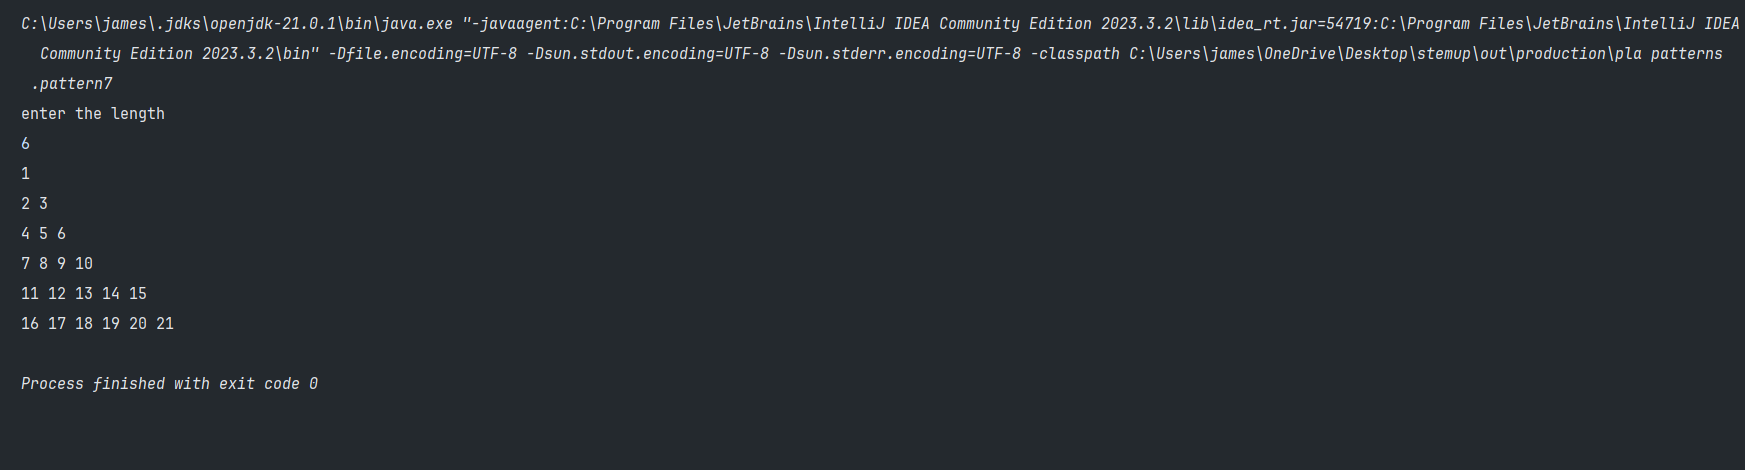 C:\Users\james\.jdks\openjdk-21.0.1\bin\java.exe "-javaagent:C:\Program Files\JetBrains\IntelliJ IDEA Community Edition 2023.3.2\lib\idea_rt.jar=54719:C:\Program Files\JetBrains\IntelliJ IDEA
Community Edition 2023.3.2\bin" -Dfile.encoding=UTF-8 -Dsun.stdout.encoding=UTF-8 -Dsun.stderr.encoding=UTF-8 -classpath C:\Users\james\OneDrive\Desktop\stemup\out\production\pla patterns
.pattern7
enter the length
6
1
2 3
4 5 6
7 8 9 10
11 12 13 14 15
16 17 18 19 20 21
Process finished with exit code 0